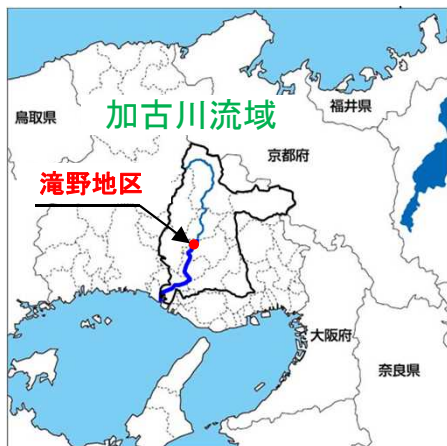 福井県
鳥取県
加古川流域
京都府
滝野地区
大阪府
奈良県